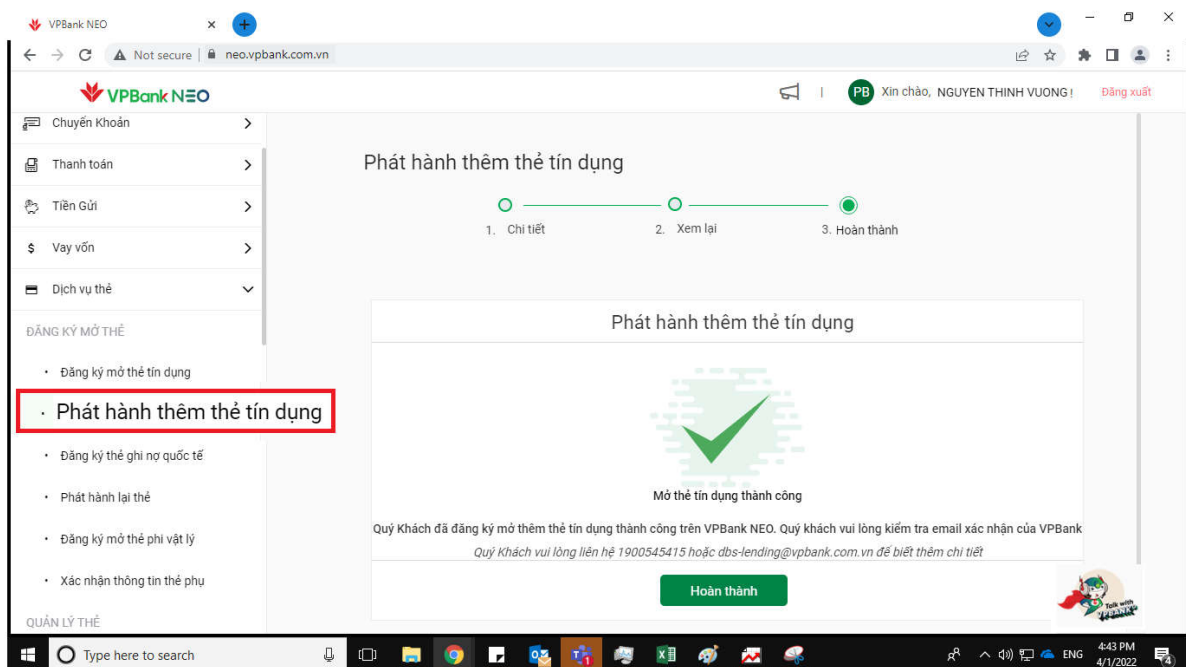 VPBank NEO
Not secure
neo.vpbank.com.vn
VPBank NEO
PB Xin chào, NGUYEN THINH VUONG !
Đăng xuất
Chuyển Khoản
Thanh toán
Tiền Gửi
$ Vay vốn
Dịch vụ thẻ
ĐĂNG KÝ MỞ THẺ
• Đăng ký mở thẻ tín dụng
• Phát hành thêm thẻ tín dụng
• Đăng ký thẻ ghi nợ quốc tế
• Phát hành lại thẻ
• Đăng ký mở thẻ phi vật lý
• Xác nhận thông tin thẻ phụ
QUẢN LÝ THẺ
Phát hành thêm thẻ tín dụng
1. Chi tiết
2. Xem lại
3. Hoàn thành
Phát hành thêm thẻ tín dụng
Mở thẻ tín dụng thành công
Quý Khách đã đăng ký mở thêm thẻ tín dụng thành công trên VPBank NEO. Quý khách vui lòng kiểm tra email xác nhận của VPBank
Quý Khách vui lòng liên hệ 1900545415 hoặc dbs-lending@vpbank.com.vn để biết thêm chi tiết
Hoàn thành
Talk with
Type here to search
ENG
4:43 PM
4/1/2022